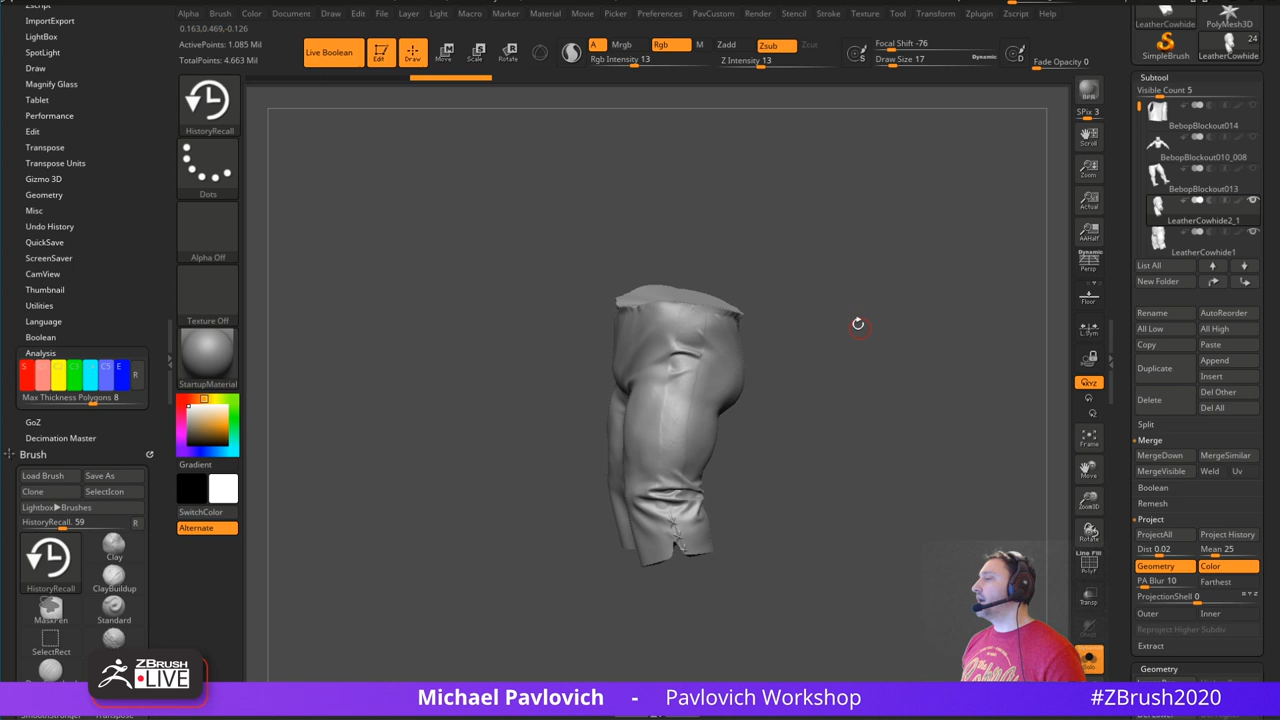 Zscript
ImportExport
LightBox
SpotLight
Draw
Magnify Glass
Tablet
Performance
Edit
Transpose
Transpose Units
Gizmo 3D
Geometry
Misc
Undo History
QuickSave
ScreenSaver
CamView
Thumbnail
Utilities
Language
Boolean
Analysis
S
E
R
Max Thickness Polygons 8
GoZ
Decimation Master
Brush
Load Brush Save As
Clone SelectIcon
Lightbox▶Brushes
HistoryRecall. 59 R
HistoryRecall
Clay
ClayBuildup
MaskPen
Standard
SelectRect
ZBRUSH
LIVE
Alpha Brush Color Document Draw Edit File Layer Light Macro Marker Material Movie Picker Preferences PavCustom Render Stencil Stroke Texture Tool Transform Zplugin Zscript Help
0.163,0.469,-0.126
ActivePoints: 1.085 Mil
TotalPoints: 4.663 Mil
Live Boolean
Edit
Draw
Move
Scale
Rotate
A Mrgb Rgb M
Rgb Intensity 13
Zadd Zsub Zcut
Z Intensity 13
Focal Shift -76
Draw Size 17 Dynamic
Fade Opacity 0
HistoryRecall
Dots
Alpha Off
Texture Off
StartupMaterial
Gradient
SwitchColor
Alternate
BPR
SPix 3
Scroll
Zoom
Actual
AAHalf
Dynamic
Persp
Floor
L.Sym
XYZ
Frame
Move
Zoom3D
Rotate
Line Fill
PolyF
Transp
Solo
LeatherCowhide
PolyMesh3D
24
SimpleBrush
LeatherCowhide
Subtool
Visible Count 5
BebopBlockout014
BebopBlockout010_008
BebopBlockout013
LeatherCowhide2_1
LeatherCowhide1
List All
New Folder
Rename AutoReorder
All Low All High
Copy Paste
Duplicate Append
Insert
Delete Del Other
Del All
Split
Merge
MergeDown MergeSimilar
MergeVisible Weld Uv
Boolean
Remesh
Project
ProjectAll Project History
Dist 0.02 Mean 25
Geometry Color
PA Blur 10 Farthest
ProjectionShell 0
Outer Inner
Reproject Higher Subdiv
Extract
Geometry
Michael Pavlovich - Pavlovich Workshop #ZBrush2020